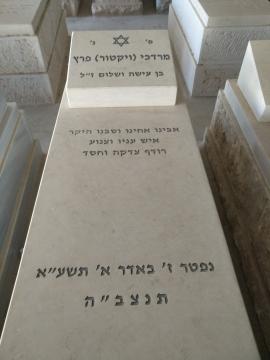 פ' נ'
מרדכי (ויקטור) פרץ
בן עישה ושלום ז"ל
אבינו אחינו וסבנו היקר
איש עניו וצנוע
רודף צדקה וחסד
נפטר ז' באדר א' תשע"א
תנצב"ה